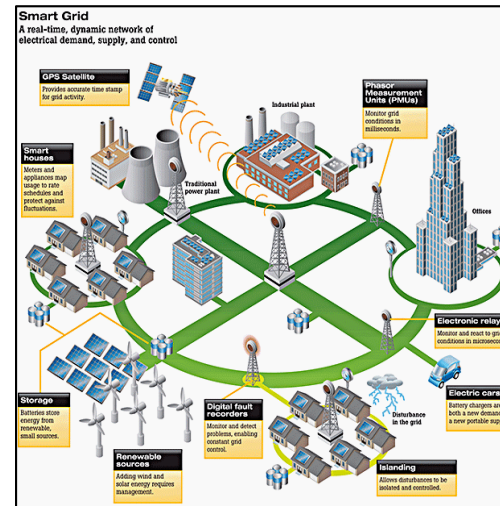 Smart Grid
A real-time, dynamic network of
electrical demand, supply, and control
GPS Satellite
Provides accurate time stamp
for grid activity.
Industrial plant
Phasor
Measurement
Units (PMUs)
Monitor grid
conditions in
milliseconds.
Smart
houses
Meters and
appliances map
usage to rate
schedules and
protect against
fluctuations.
Traditional
power plant
Offices
Electronic relay
Monitor and react to grid
conditions in microsec
Storage
Batteries store
energy from
renewable,
small sources.
Renewable
sources
Adding wind and
solar energy requires
management.
Digital fault
recorders
Monitor and detect
problems, enabling
constant grid
control.
Disturbance
in the grid
Electric cars
Battery chargers are
both a new demand
a new portable sup
Islanding
Allows disturbances to
be isolated and controlled.